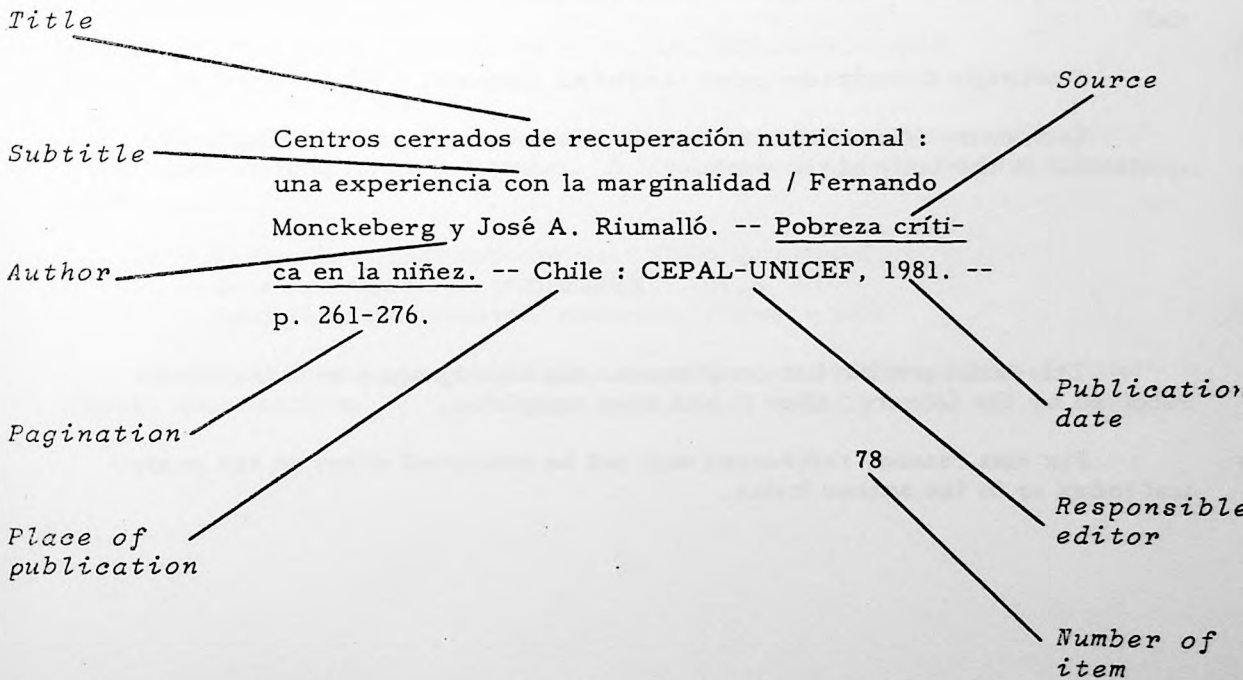 Title
Source
Subtitle
Centros cerrados de recuperación nutricional :
una experiencia con la marginalidad / Fernando
Monckeberg y José A. Riumalló. -- Pobreza críti-
Author
ca en la niñez. -- Chile : CEPAL-UNICEF, 1981. --
p. 261-276.
Publication
date
Pagination
78
Responsible
editor
Place of
publication
Number of
item